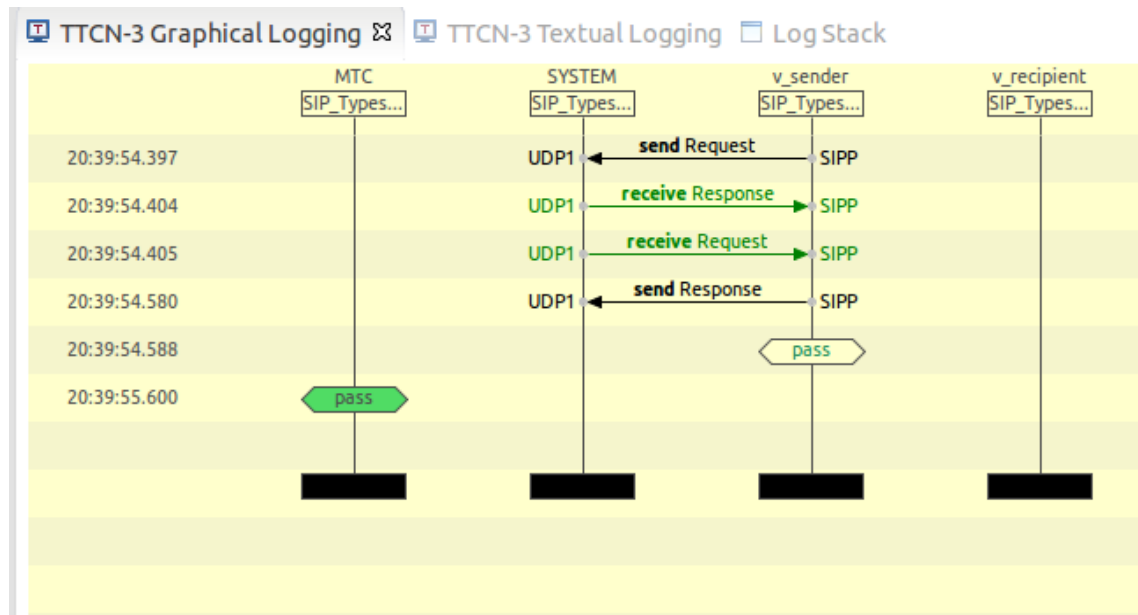 TTCN-3 Graphical Logging TTCN-3 Textual Logging Log Stack
MTC SYSTEM v_sender v_recipient
SIP_Types... SIP_Types... SIP_Types... SIP_Types...
20:39:54.397 UDP1 send Request SIPP
20:39:54.404 UDP1 receive Response SIPP
20:39:54.405 UDP1 receive Request SIPP
20:39:54.580 UDP1 send Response SIPP
20:39:54.588 pass
20:39:55.600 pass